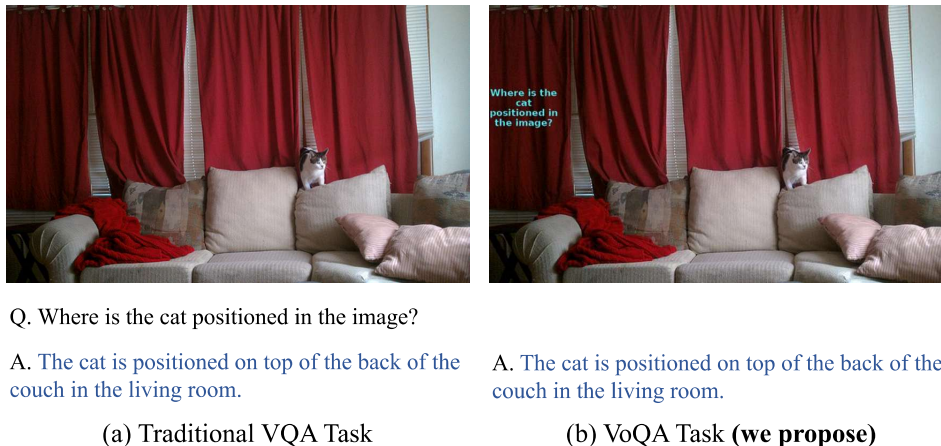 Where is the
cat
positioned in
the image?
Q. Where is the cat positioned in the image?
A. The cat is positioned on top of the back of the
couch in the living room.
(a) Traditional VQA Task
A. The cat is positioned on top of the back of the
couch in the living room.
(b) VoQA Task (we propose)